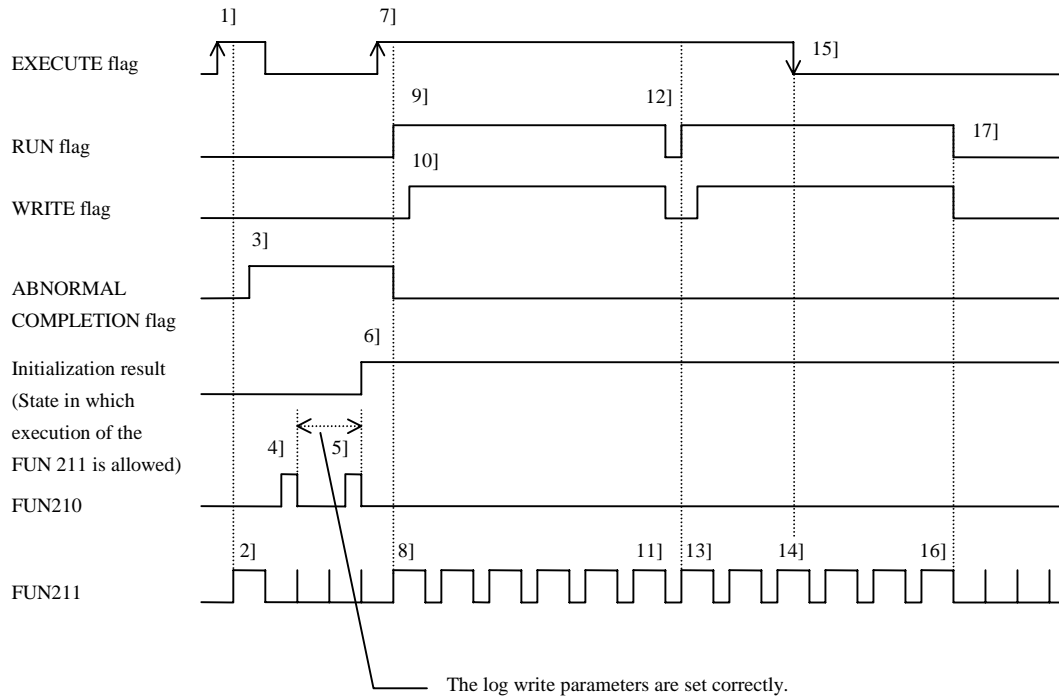 1]
7]
EXECUTE flag
15]
9]
12]
RUN flag
17]
10]
WRITE flag
3]
ABNORMAL
COMPLETION flag
6]
Initialization result
(State in which
execution of the
FUN 211 is allowed)
4]
5]
FUN210
2]
8]
11]
13]
14]
16]
FUN211
The log write parameters are set correctly.